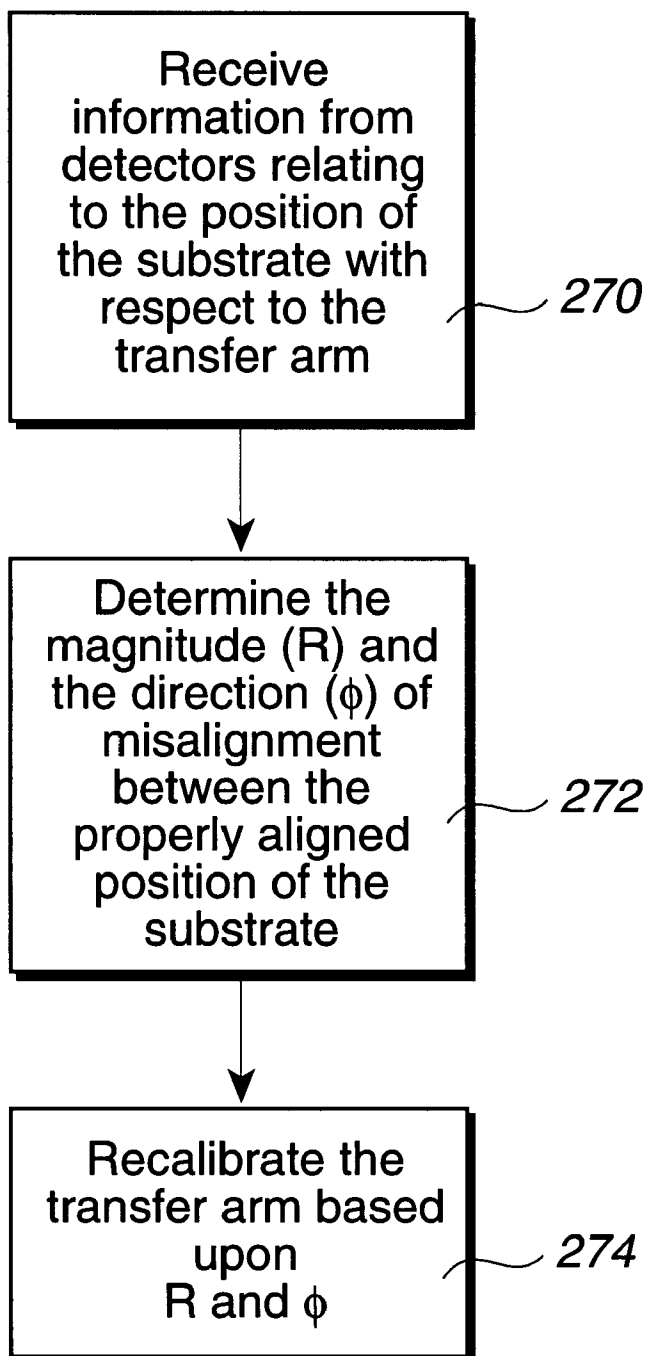 Receive
information from
detectors relating
to the position of
the substrate with
respect to the
transfer arm
270
Determine the
magnitude (R) and
the direction (ϕ) of
misalignment
between the
properly aligned
position of the
substrate
272
Recalibrate the
transfer arm based
upon
R and ϕ
274